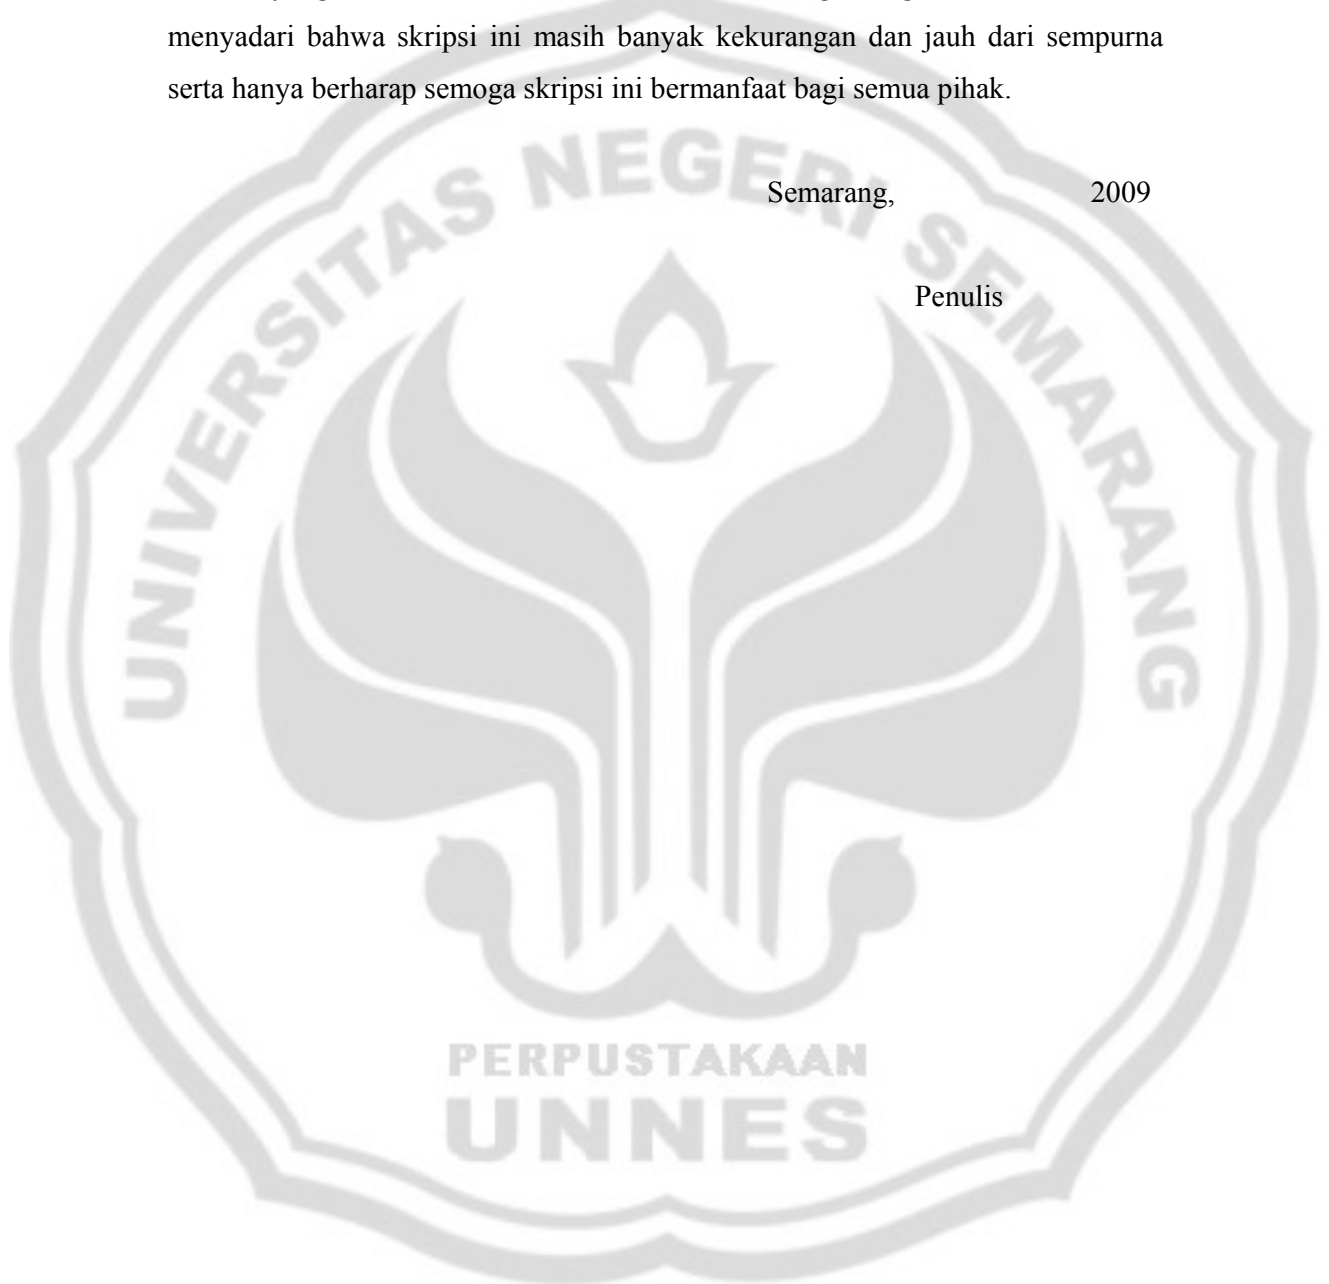 menyadari bahwa skripsi ini masih banyak kekurangan dan jauh dari sempurna
serta hanya berharap semoga skripsi ini bermanfaat bagi semua pihak.
Semarang, 2009
Penulis
UNIVERSITAS NEGERI SEMARANG
PERPUSTAKAAN
UNNES